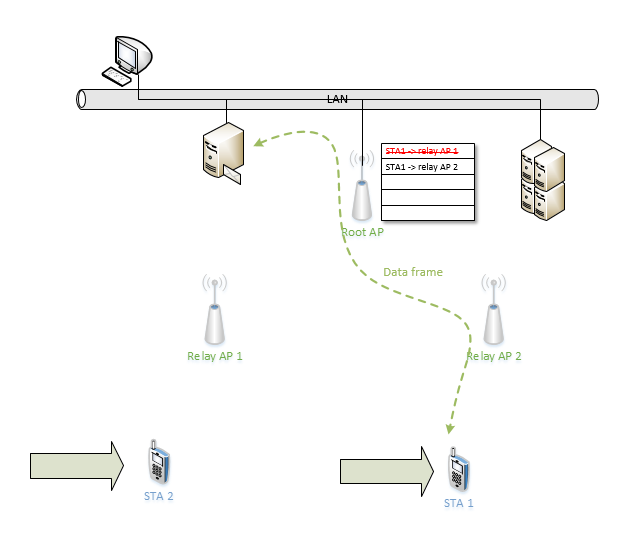 LAN
STA1 -> relay AP 1
STA1 -> relay AP 2
Root AP
Data frame
Relay AP 1
Relay AP 2
STA 2
STA 1